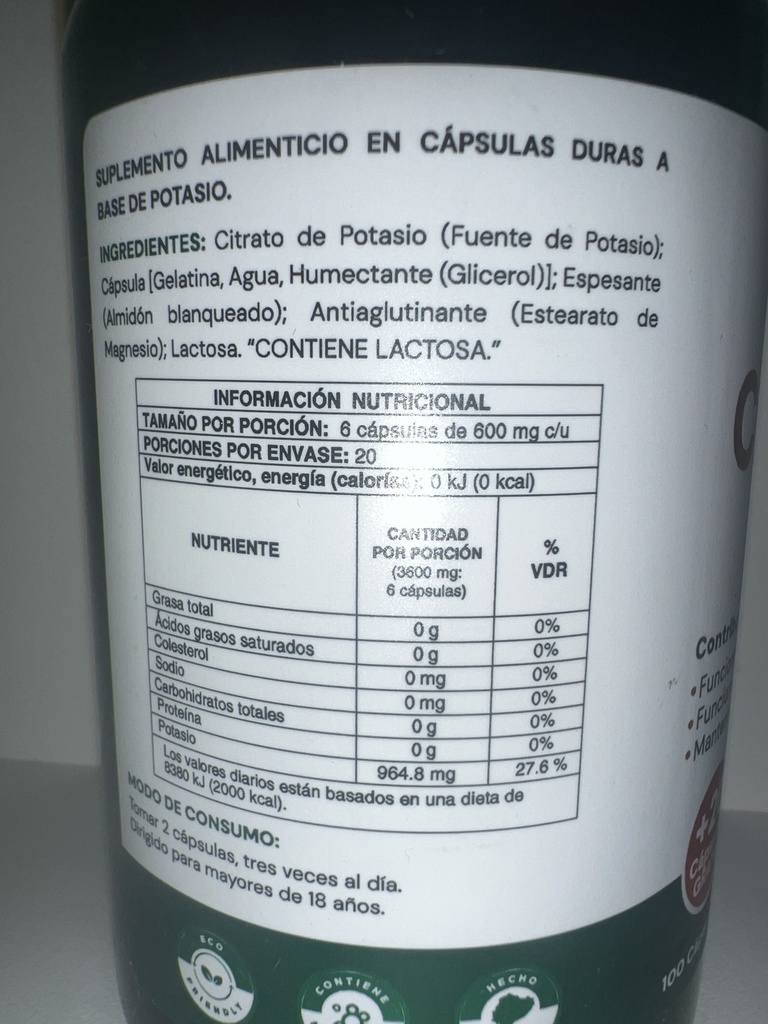 SUPLEMENTO ALIMENTICIO EN CÁPSULAS DURAS A
BASE DE POTASIO.
INGREDIENTES: Citrato de Potasio (Fuente de Potasio);
Cápsula [Gelatina, Agua, Humectante (Glicerol)]; Espesante
(Almidón blanqueado); Antiaglutinante (Estearato de
Magnesio); Lactosa. "CONTIENE LACTOSA."
INFORMACIÓN NUTRICIONAL
TAMAÑO POR PORCIÓN: 6 cápsulas de 600 mg c/u
PORCIONES POR ENVASE: 20
Valor energético, energía (calorías): 0 kJ (0 kcal)
NUTRIENTE
CANTIDAD
POR PORCIÓN
(3600 mg:
6 cápsulas)
%
VDR
Grasa total 0 g 0%
Ácidos grasos saturados 0 g 0%
Colesterol 0 mg 0%
Sodio 0 mg 0%
Carbohidratos totales 0 g 0%
Proteína 0 g 0%
Potasio 964.8 mg 27.6 %
Los valores diarios están basados en una dieta de
8380 kJ (2000 kcal).
MODO DE CONSUMO:
Tomar 2 cápsulas, tres veces al día.
Dirigido para mayores de 18 años.
ECO
FRIENDLY
CONTIENE
HECHO
100